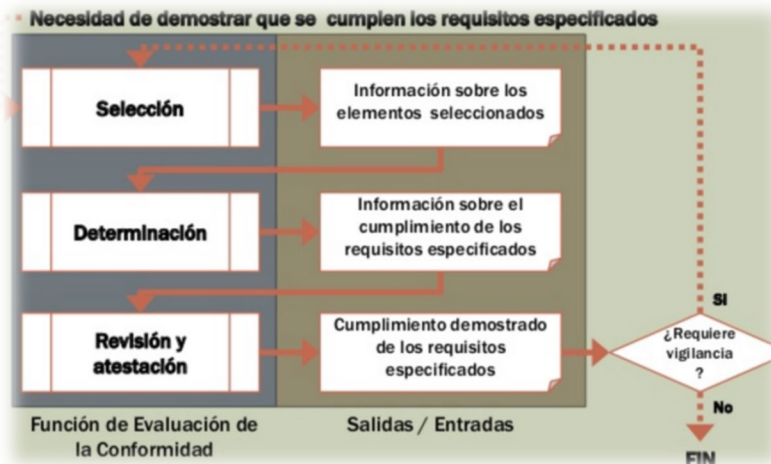 Necesidad de demostrar que se cumplen los requisitos especificados
Selección
Información sobre los
elementos seleccionados
Determinación
Información sobre el
cumplimiento de los
requisitos especificados
Revisión y
atestación
Cumplimiento demostrado
de los requisitos
especificados
Si
¿Requiere
vigilancia
?
No
Función de Evaluación de
la Conformidad
Salidas / Entradas
FIN